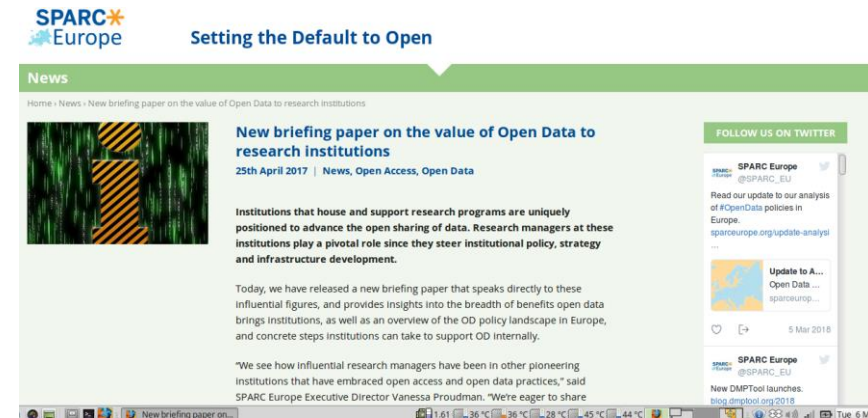 SPARC
Europe
Setting the Default to Open
News
Home › News › New briefing paper on the value of Open Data to research institutions
New briefing paper on the value of Open Data to
research institutions
25th April 2017 | News, Open Access, Open Data
Institutions that house and support research programs are uniquely
positioned to advance the open sharing of data. Research managers at these
institutions play a pivotal role since they steer institutional policy, strategy
and infrastructure development.
Today, we have released a new briefing paper that speaks directly to these
influential figures, and provides insights into the breadth of benefits open data
brings institutions, as well as an overview of the OD policy landscape in Europe,
and concrete steps institutions can take to support OD internally.
"We see how influential research managers have been in other pioneering
institutions that have embraced open access and open data practices," said
SPARC Europe Executive Director Vanessa Proudman. "We're eager to share
FOLLOW US ON TWITTER
SPARC Europe
@SPARC_EU
Read our update to our analysis
of #OpenData policies in
Europe.
sparceurope.org/update-analysi
...
Update to A...
Open Data ...
sparceurop...
5 Mar 2018
SPARC Europe
@SPARC_EU
New DMPTool launches.
blog.dmptool.org/2018
New briefing paper on...
1.61 36 °C 36 °C 28 °C 45 °C 44 °C
Tue 6 M